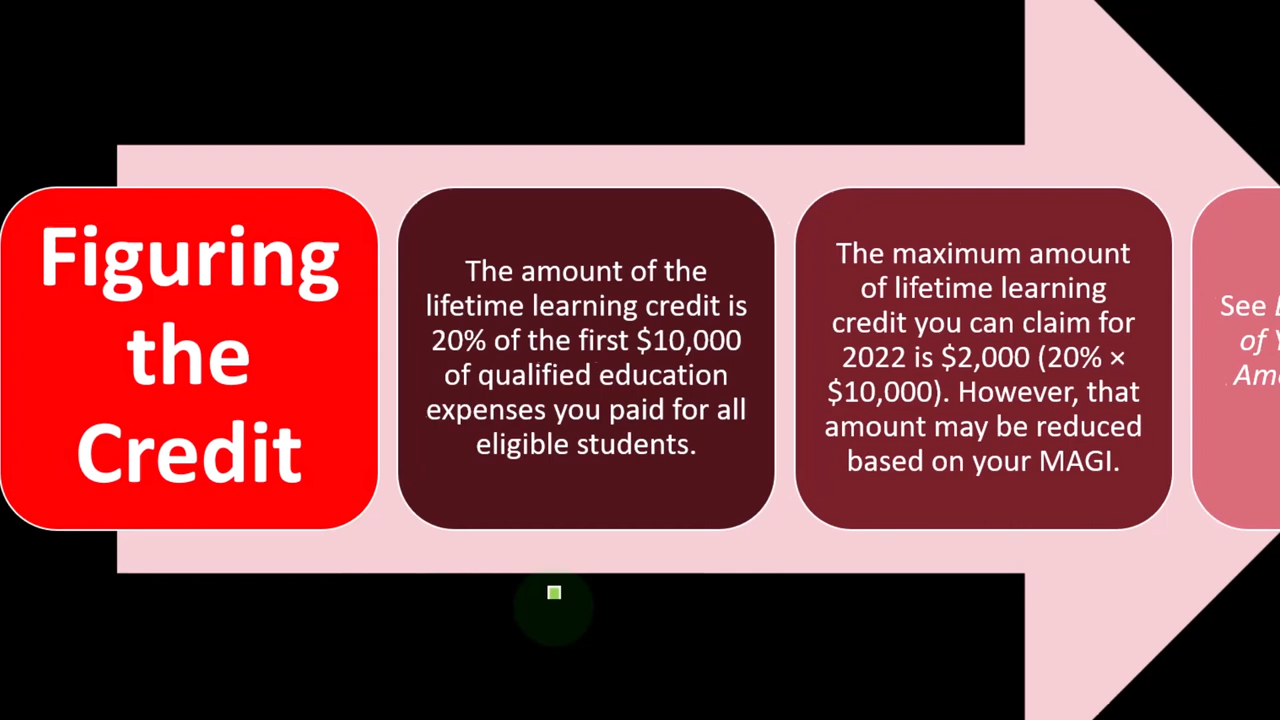 Figuring
the
Credit
The amount of the
lifetime learning credit is
20% of the first $10,000
of qualified education
expenses you paid for all
eligible students.
The maximum amount
of lifetime learning
credit you can claim for
2022 is $2,000 (20% ×
$10,000). However, that
amount may be reduced
based on your MAGI.
See
of